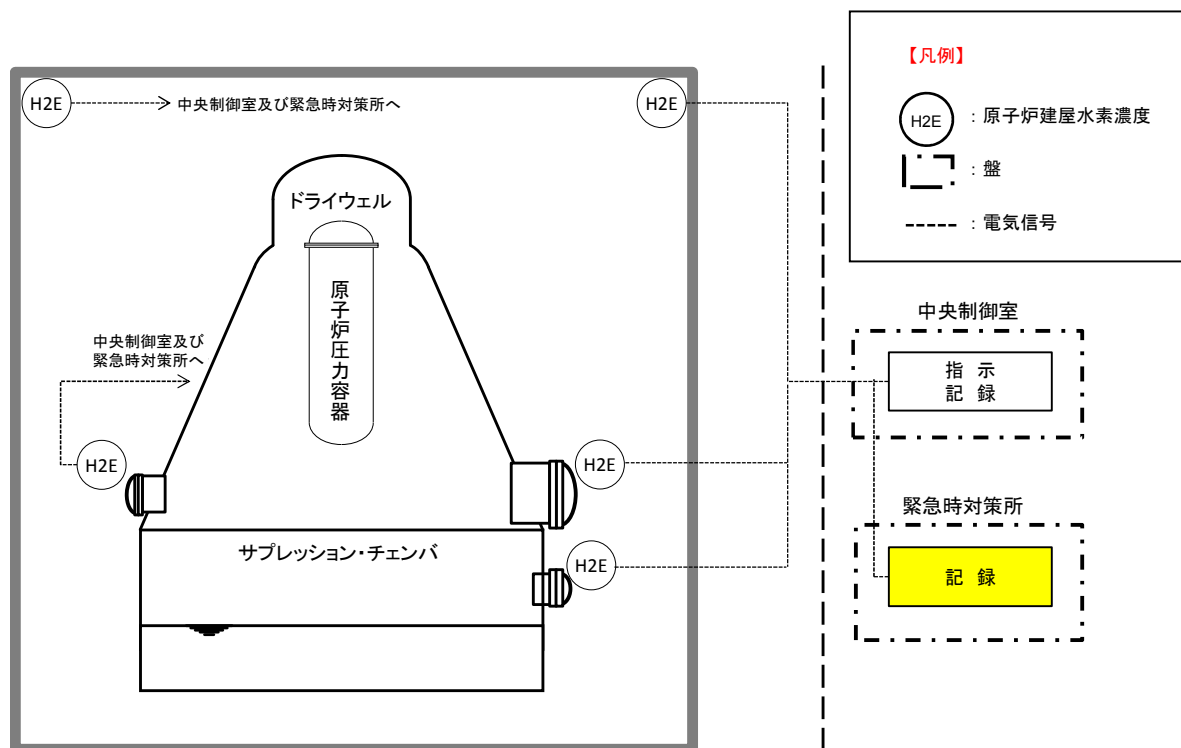 H2E
中央制御室及び緊急時対策所へ
H2E
ドライウェル
原子炉圧力容器
中央制御室及び
緊急時対策所へ
H2E
H2E
サプレッション・チェンバ
H2E
【凡例】
H2E
：原子炉建屋水素濃度
：盤
：電気信号
中央制御室
指 示
記 録
緊急時対策所
記 録